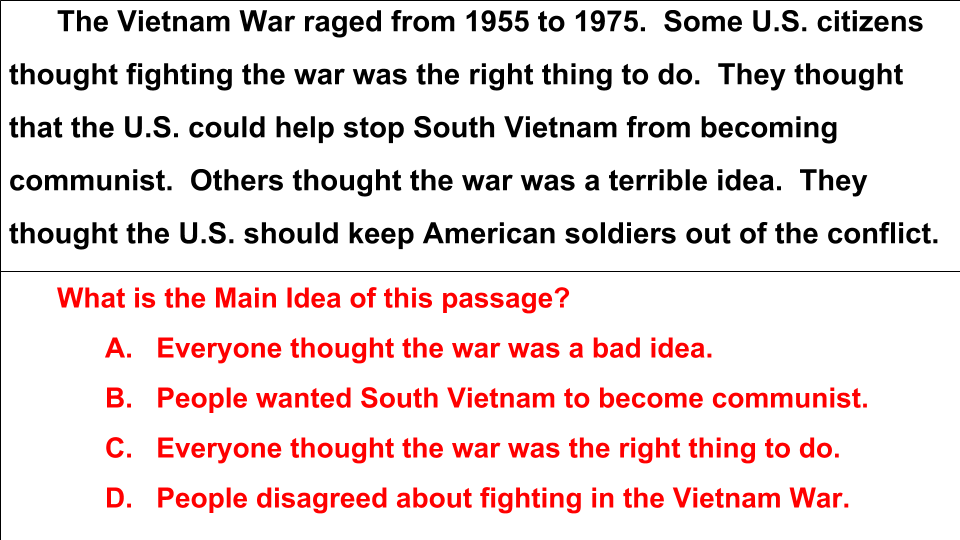 The Vietnam War raged from 1955 to 1975.  Some U.S. citizens
thought fighting the war was the right thing to do.  They thought
that the U.S. could help stop South Vietnam from becoming
communist.  Others thought the war was a terrible idea.  They
thought the U.S. should keep American soldiers out of the conflict.
What is the Main Idea of this passage?
A. Everyone thought the war was a bad idea.
B. People wanted South Vietnam to become communist.
C. Everyone thought the war was the right thing to do.
D. People disagreed about fighting in the Vietnam War.